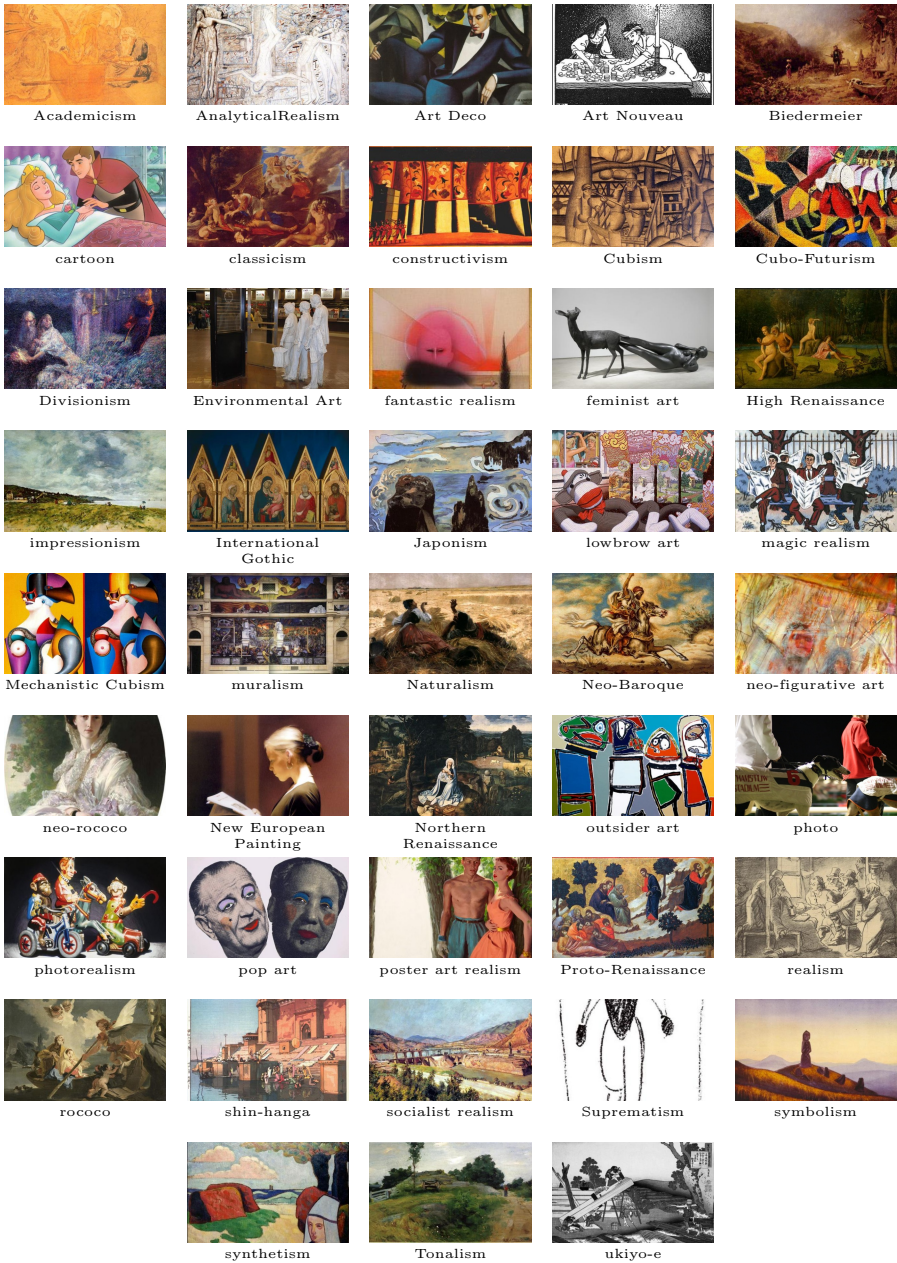 Academicism
AnalyticalRealism
Art Deco
Art Nouveau
Biedermeier
cartoon
classicism
constructivism
Cubism
Cubo-Futurism
Divisionism
Environmental Art
fantastic realism
feminist art
High Renaissance
impressionism
International
Gothic
Japonism
lowbrow art
magic realism
Mechanistic Cubism
muralism
Naturalism
Neo-Baroque
neo-figurative art
neo-rococo
New European
Painting
Northern
Renaissance
outsider art
photo
photorealism
pop art
poster art realism
Proto-Renaissance
realism
rococo
shin-hanga
socialist realism
Suprematism
symbolism
synthetism
Tonalism
ukiyo-e